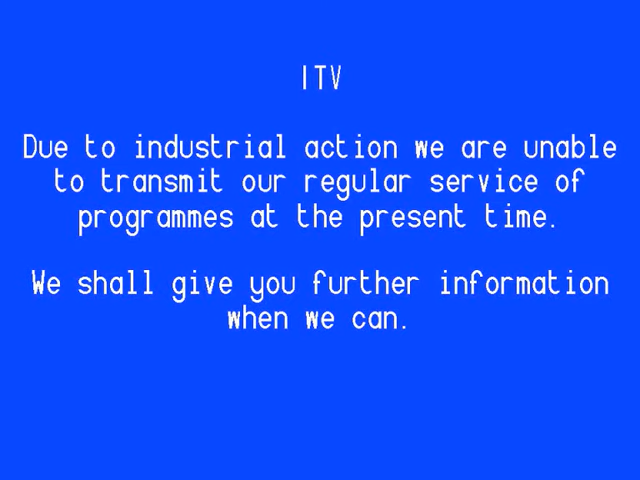 ITV
Due to industrial action we are unable
to transmit our regular service of
programmes at the present time.
We shall give you further information
when we can.